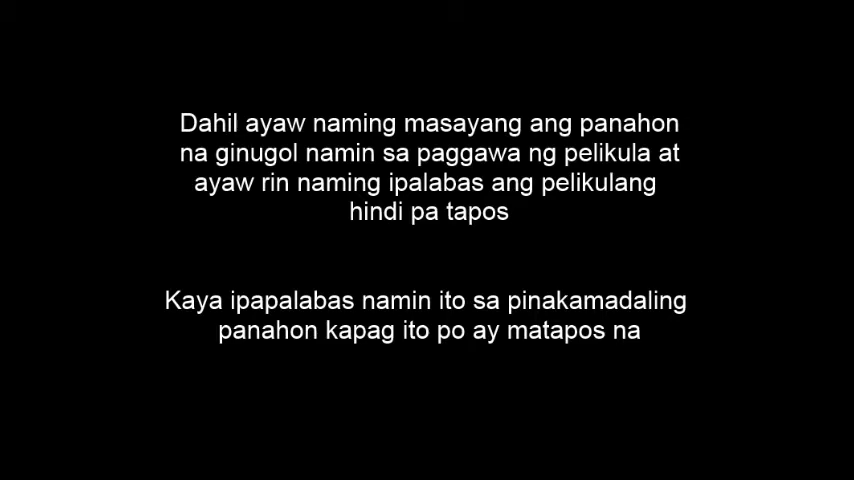 Dahil ayaw naming masayang ang panahon
na ginugol namin sa paggawa ng pelikula at
ayaw rin naming ipalabas ang pelikulang
hindi pa tapos
Kaya ipapalabas namin ito sa pinakamadaling
panahon kapag ito po ay matapos na